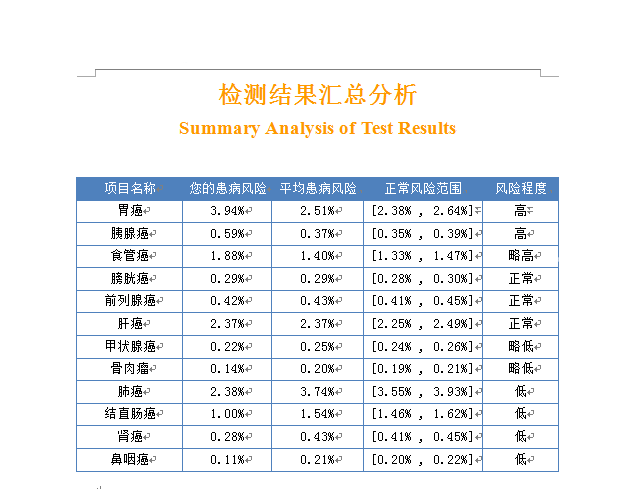 检测结果汇总分析
Summary Analysis of Test Results
项目名称 您的患病风险 平均患病风险 正常风险范围 风险程度
胃癌 3.94% 2.51% [2.38% , 2.64%] 高
胰腺癌 0.59% 0.37% [0.35% , 0.39%] 高
食管癌 1.88% 1.40% [1.33% , 1.47%] 略高
膀胱癌 0.29% 0.29% [0.28% , 0.30%] 正常
前列腺癌 0.42% 0.43% [0.41% , 0.45%] 正常
肝癌 2.37% 2.37% [2.25% , 2.49%] 正常
甲状腺癌 0.22% 0.25% [0.24% , 0.26%] 略低
骨肉瘤 0.14% 0.20% [0.19% , 0.21%] 略低
肺癌 2.38% 3.74% [3.55% , 3.93%] 低
结直肠癌 1.00% 1.54% [1.46% , 1.62%] 低
肾癌 0.28% 0.43% [0.41% , 0.45%] 低
鼻咽癌 0.11% 0.21% [0.20% , 0.22%] 低